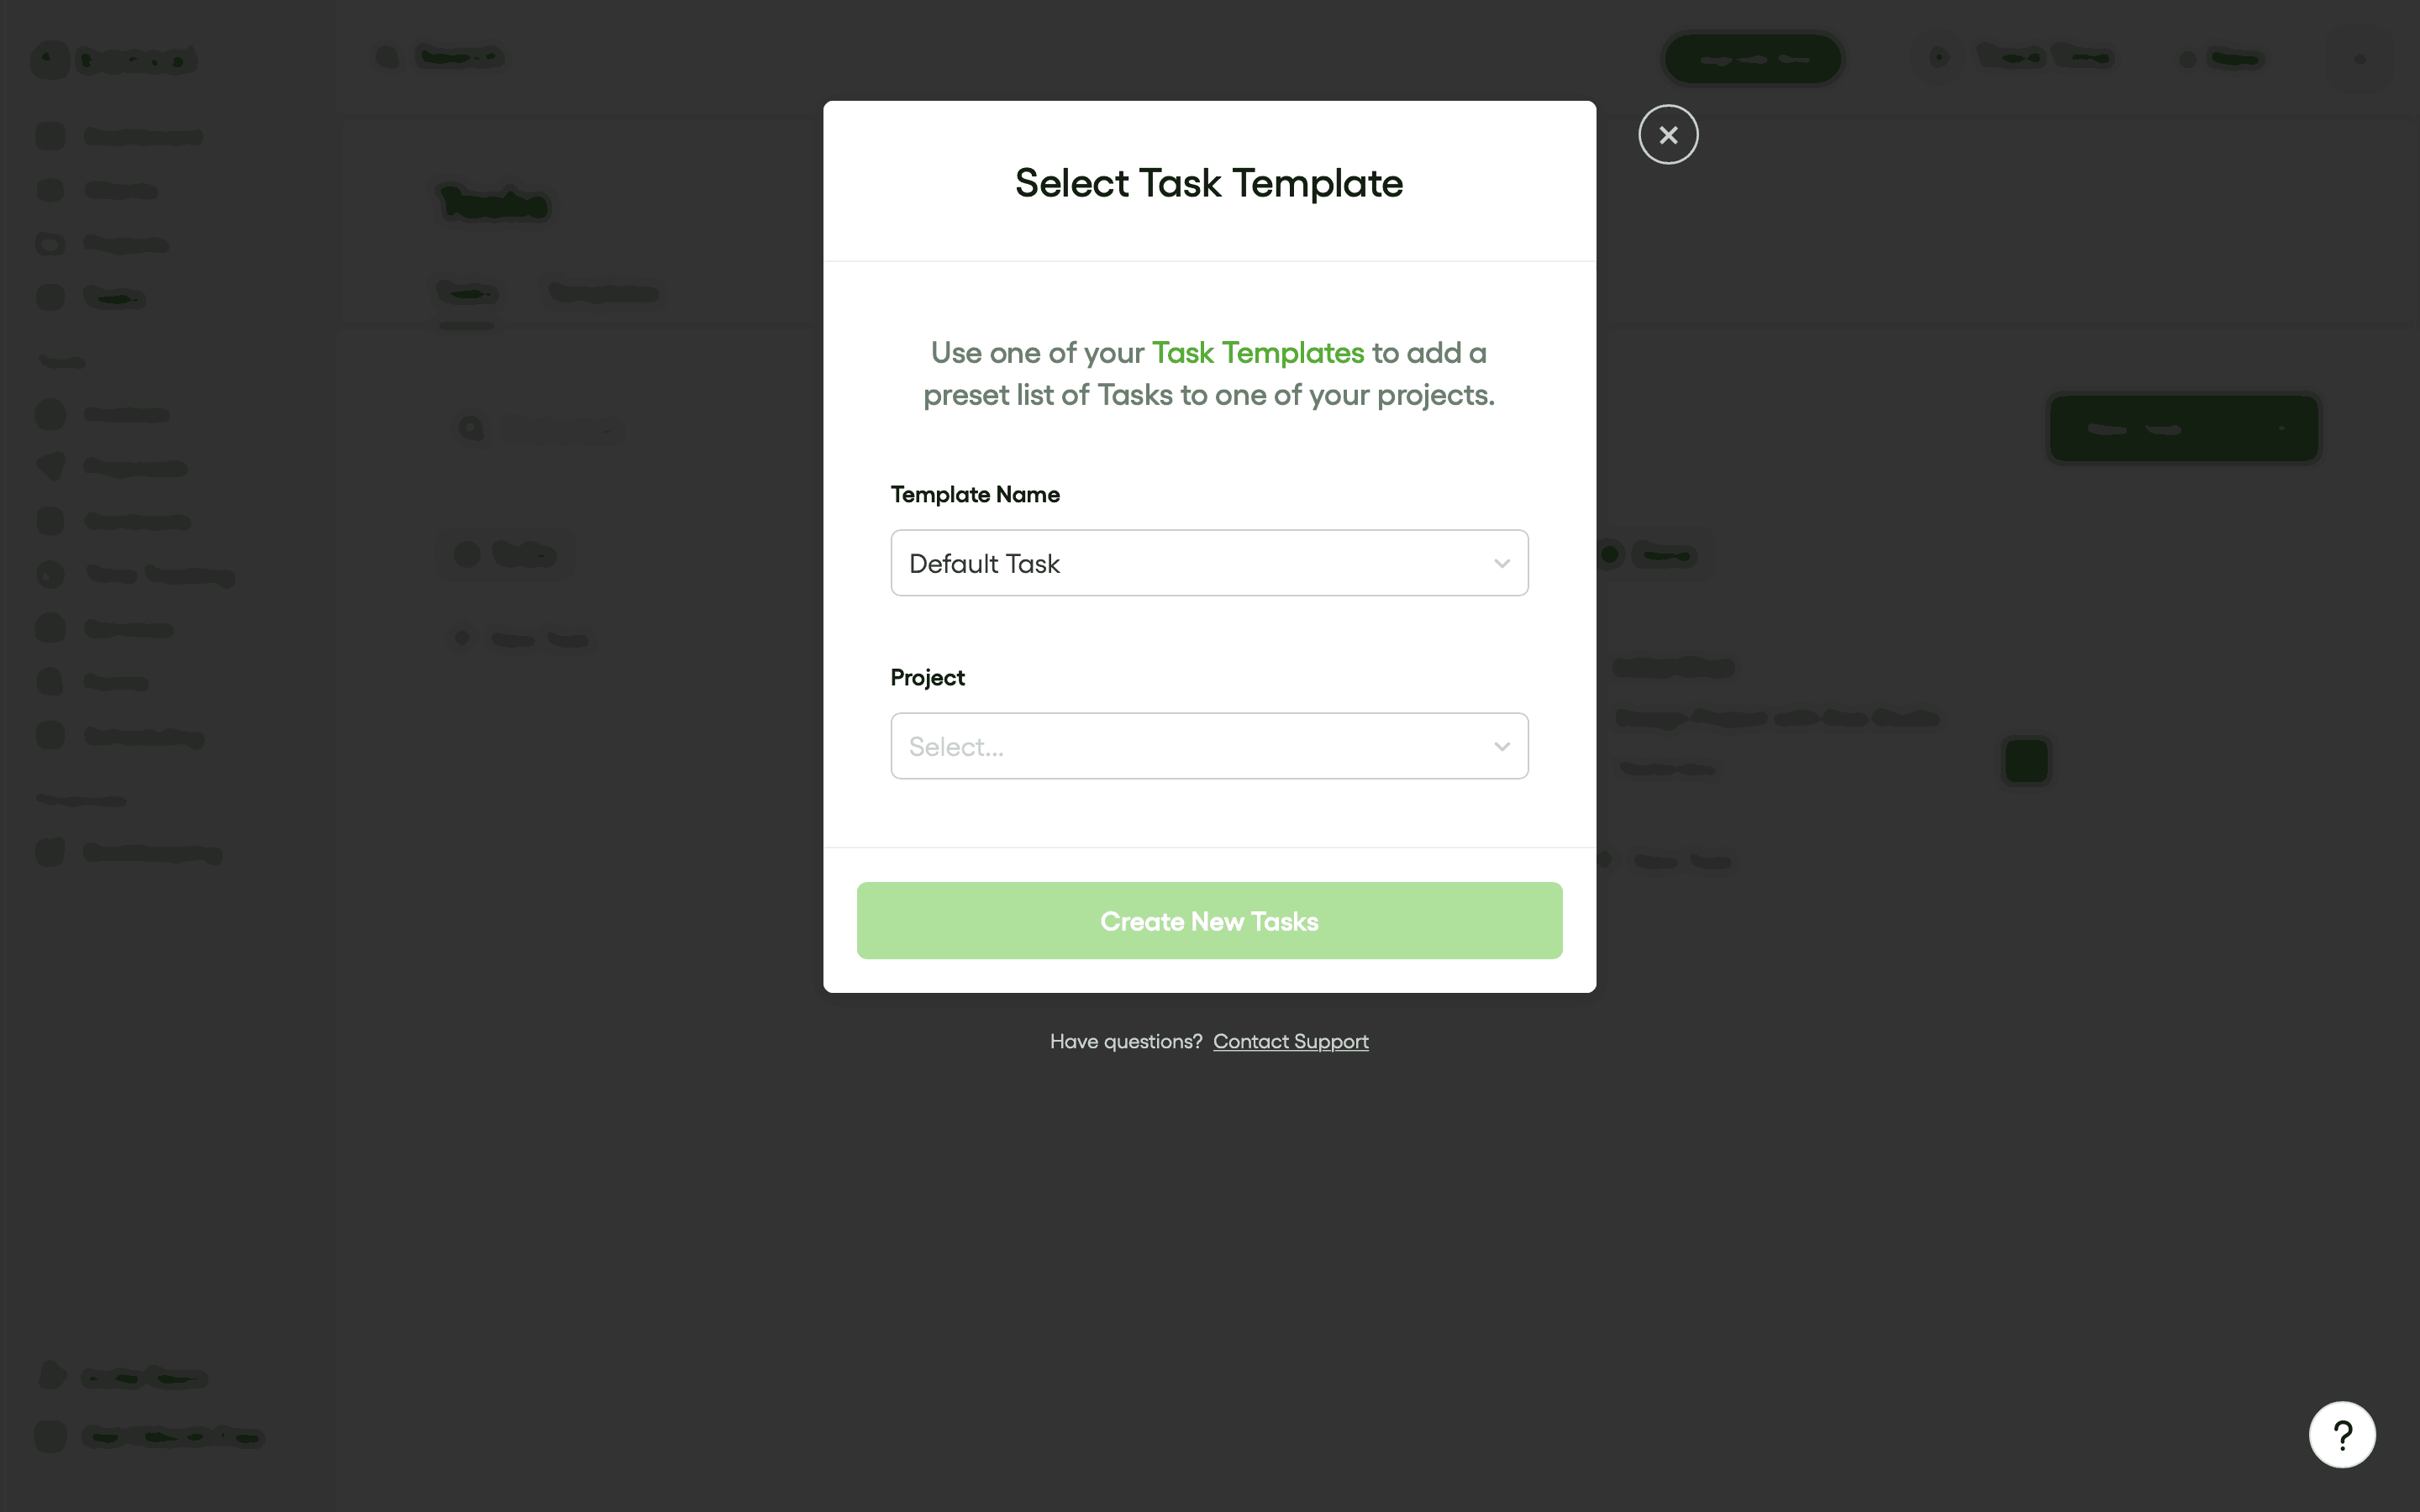 Select Task Template
Use one of your Task Templates to add a
preset list of Tasks to one of your projects.
Template Name
Default Task
Project
Select...
Create New Tasks
Have questions? Contact Support
?